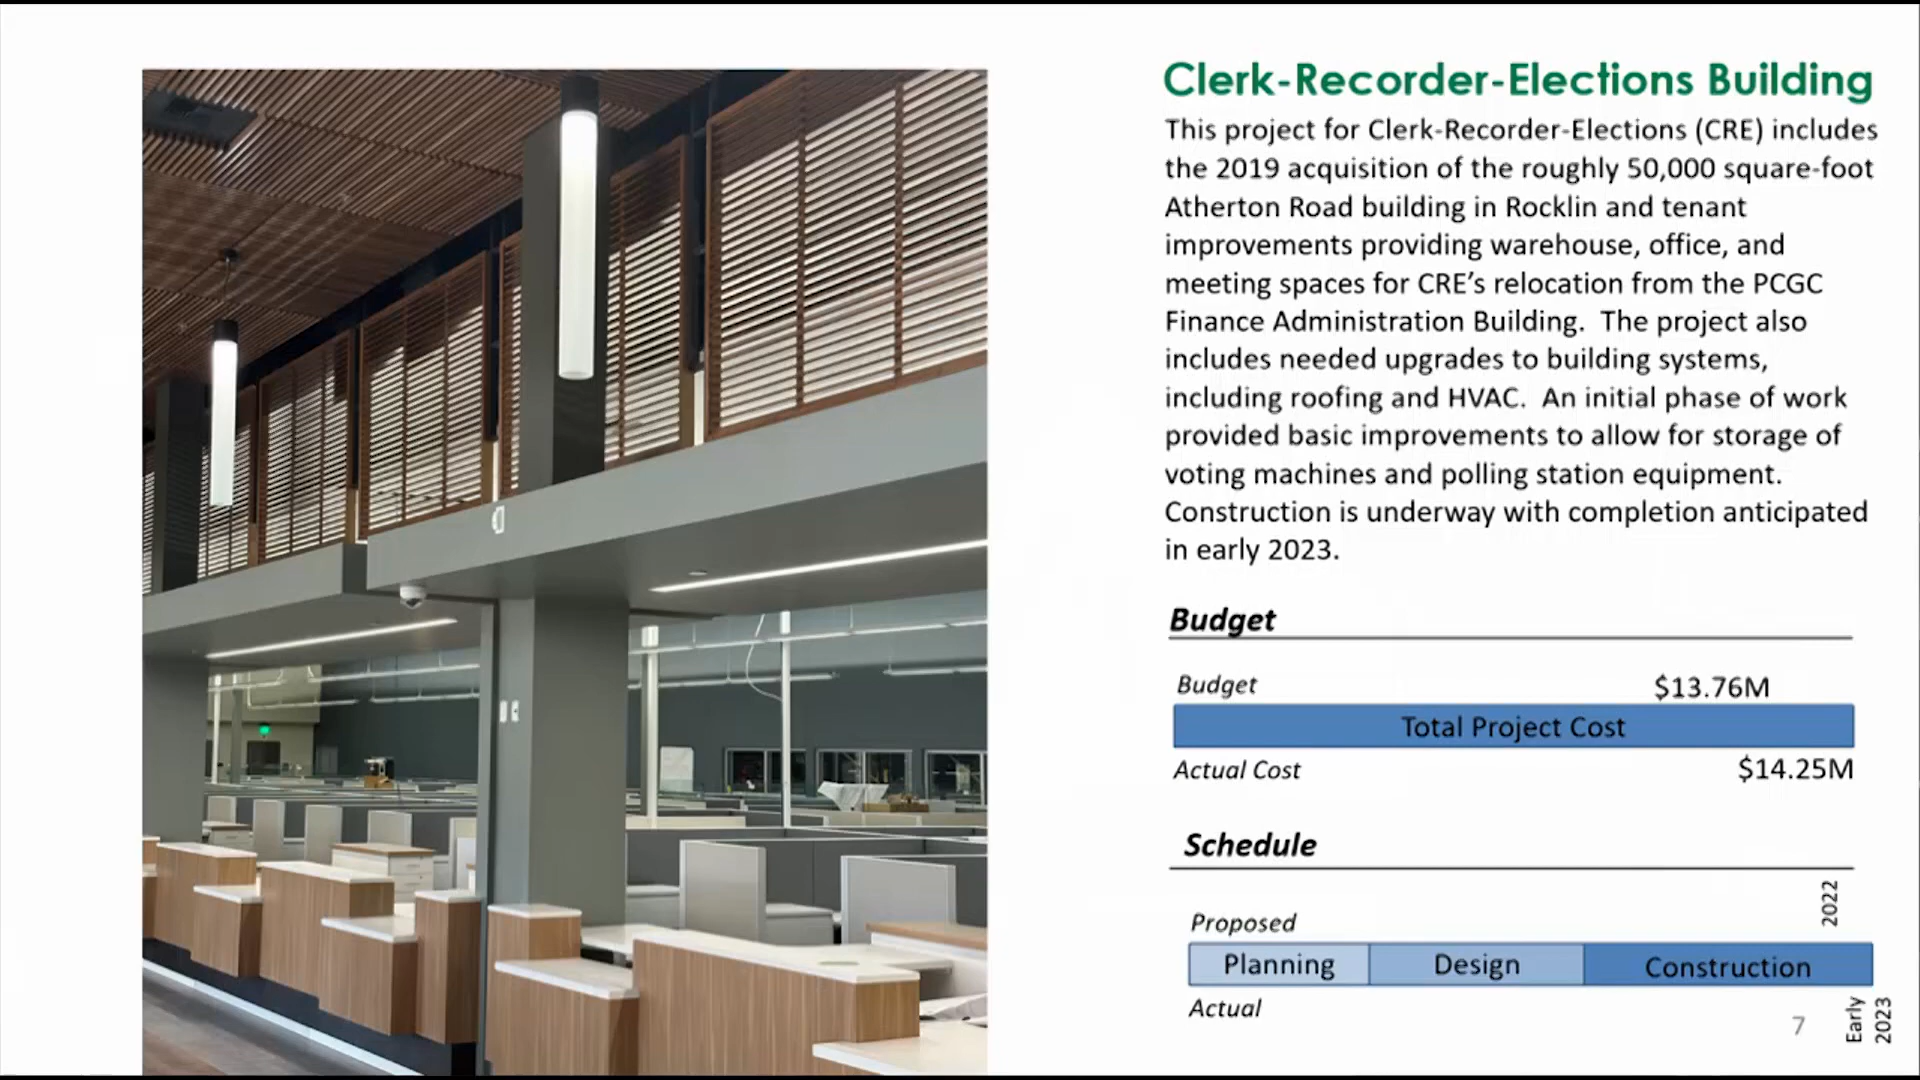 Clerk-Recorder-Elections Building
This project for Clerk-Recorder-Elections (CRE) includes
the 2019 acquisition of the roughly 50,000 square-foot
Atherton Road building in Rocklin and tenant
improvements providing warehouse, office, and
meeting spaces for CRE’s relocation from the PCGC
Finance Administration Building.  The project also
includes needed upgrades to building systems,
including roofing and HVAC.  An initial phase of work
provided basic improvements to allow for storage of
voting machines and polling station equipment.
Construction is underway with completion anticipated
in early 2023.
Budget
Budget $13.76M
Total Project Cost
Actual Cost $14.25M
Schedule
Proposed 2022
Planning Design Construction
Actual Early 2023
7